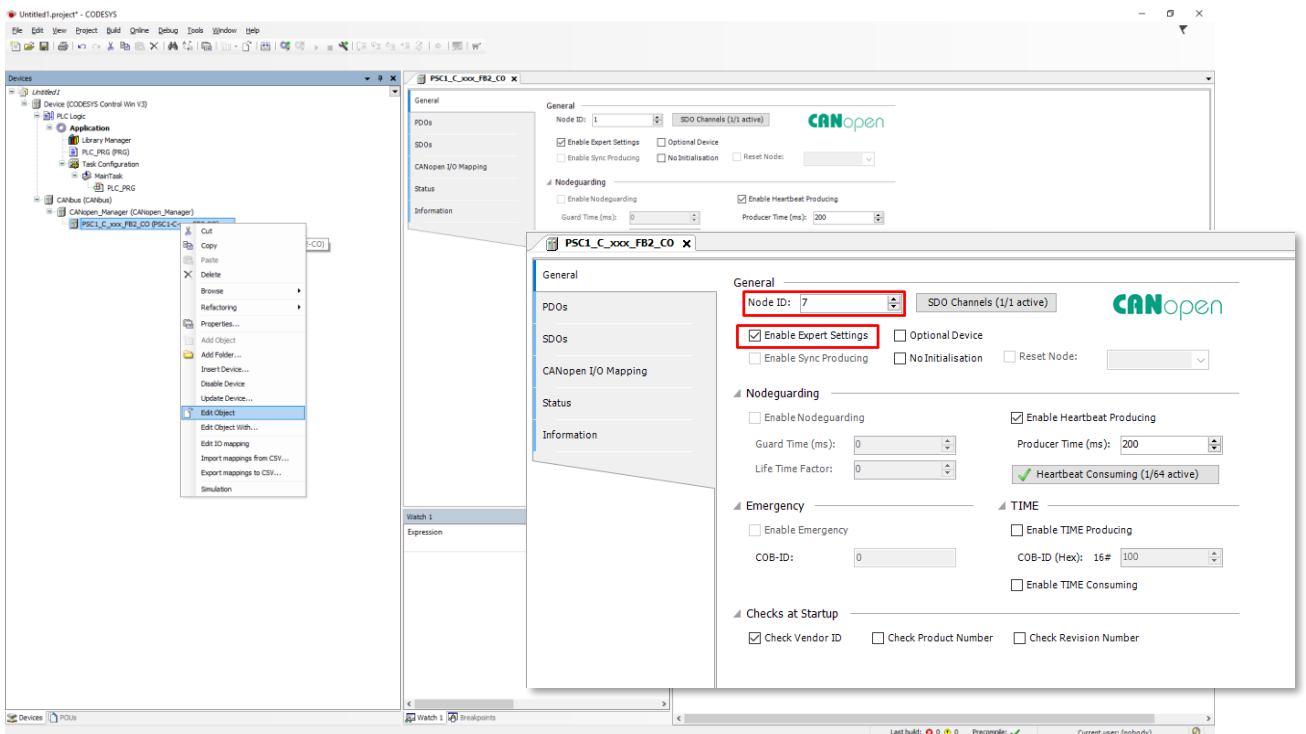 Untitled1.project* - CODESYS
File Edit View Project Build Online Debug Tools Window Help
Devices
Untitled1
Device (CODESYS Control Win V3)
PLC Logic
Application
Library Manager
PLC_PRG (PRG)
Task Configuration
MainTask
PLC_PRG
CANbus (CANbus)
CANopen_Manager (CANopen_Manager)
PSC1_C_xxx_FB2_CO (PSC1-C-
-CO)
Cut
Copy
Paste
Delete
Browse
Refactoring
Properties...
Add Object
Add Folder...
Insert Device...
Disable Device
Update Device...
Edit Object
Edit Object With...
Edit IO mapping
Import mappings from CSV...
Export mappings to CSV...
Simulation
Devices POUs
PSC1_C_xxx_FB2_CO
General
PDOs
SDOs
CANopen I/O Mapping
Status
Information
General
Node ID: 1 SDO Channels (1/1 active) CANopen
Enable Expert Settings Optional Device
Enable Sync Producing No Initialisation Reset Node:
Nodeguarding
Enable Nodeguarding Enable Heartbeat Producing
Guard Time (ms): 0 Producer Time (ms): 200
Watch 1
Expression
Watch 1 Breakpoints
PSC1_C_xxx_FB2_CO
General
PDOs
SDOs
CANopen I/O Mapping
Status
Information
General
Node ID: 7 SDO Channels (1/1 active) CANopen
Enable Expert Settings Optional Device
Enable Sync Producing No Initialisation Reset Node:
Nodeguarding
Enable Nodeguarding Enable Heartbeat Producing
Guard Time (ms): 0 Producer Time (ms): 200
Life Time Factor: 0 Heartbeat Consuming (1/64 active)
Emergency TIME
Enable Emergency Enable TIME Producing
COB-ID: 0 COB-ID (Hex): 16# 100
Enable TIME Consuming
Checks at Startup
Check Vendor ID Check Product Number Check Revision Number
Last build: 0 0 Precompile: Current user: (nobody)